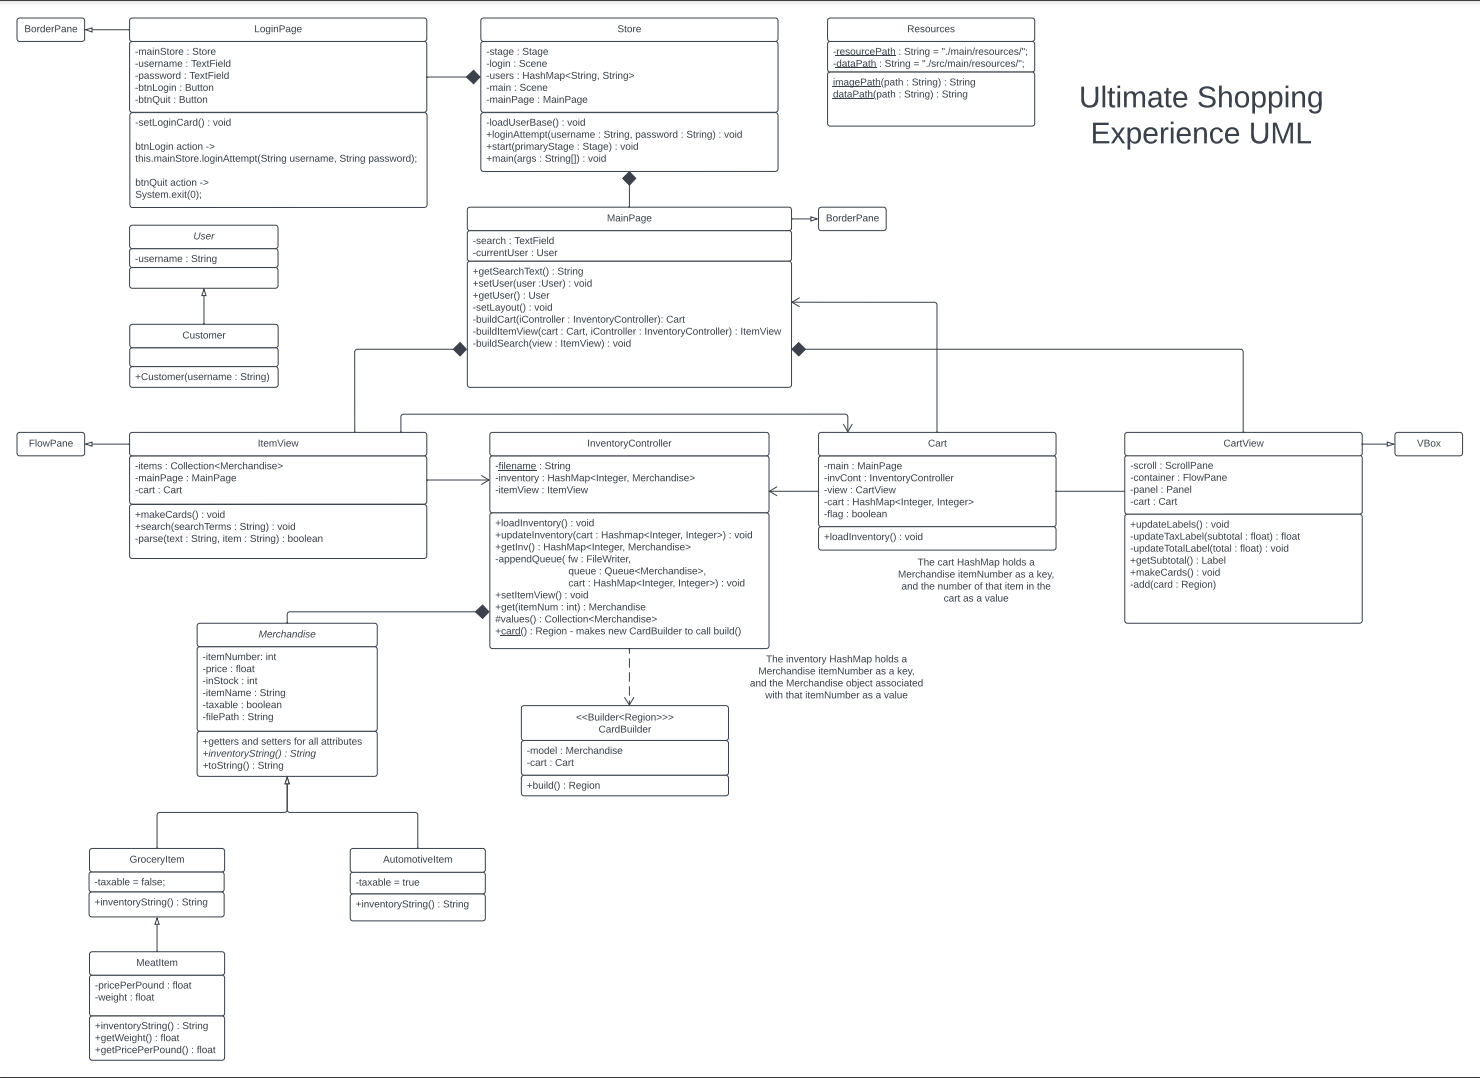 BorderPane
LoginPage
-mainStore : Store
-username : TextField
-password : TextField
-btnLogin : Button
-btnQuit : Button
-setLoginCard() : void
btnLogin action ->
this.mainStore.loginAttempt(String username, String password);
btnQuit action ->
System.exit(0);
Store
-stage : Stage
-login : Scene
-users : HashMap<String, String>
-main : Scene
-mainPage : MainPage
-loadUserBase() : void
+loginAttempt(username : String, password : String) : void
+start(primaryStage : Stage) : void
+main(args : String[]) : void
Resources
-resourcePath : String = "./main/resources/";
-dataPath : String = "./src/main/resources/";
imagePath(path : String) : String
dataPath(path : String) : String
Ultimate Shopping
Experience UML
User
-username : String
Customer
+Customer(username : String)
MainPage
-search : TextField
-currentUser : User
+getSearchText() : String
+setUser(user :User) : void
+getUser() : User
-setLayout() : void
-buildCart(iController : InventoryController): Cart
-buildItemView(cart : Cart, iController : InventoryController) : ItemView
-buildSearch(view : ItemView) : void
BorderPane
FlowPane
ItemView
-items : Collection<Merchandise>
-mainPage : MainPage
-cart : Cart
+makeCards() : void
+search(searchTerms : String) : void
-parse(text : String, item : String) : boolean
InventoryController
-filename : String
-inventory : HashMap<Integer, Merchandise>
-itemView : ItemView
+loadInventory() : void
+updateInventory(cart : Hashmap<Integer, Integer>) : void
+getInv() : HashMap<Integer, Merchandise>
-appendQueue( fw : FileWriter,
queue : Queue<Merchandise>,
cart : HashMap<Integer, Integer>) : void
+setItemView() : void
+get(itemNum : int) : Merchandise
#values() : Collection<Merchandise>
+card() : Region - makes new CardBuilder to call build()
Cart
-main : MainPage
-invCont : InventoryController
-view : CartView
-cart : HashMap<Integer, Integer>
-flag : boolean
+loadInventory() : void
The cart HashMap holds a
Merchandise itemNumber as a key,
and the number of that item in the
cart as a value
CartView
-scroll : ScrollPane
-container : FlowPane
-panel : Panel
-cart : Cart
+updateLabels() : void
-updateTaxLabel(subtotal : float) : float
-updateTotalLabel(total : float) : void
+getSubtotal() : Label
+makeCards() : void
-add(card : Region)
VBox
Merchandise
-itemNumber: int
-price : float
-inStock : int
-itemName : String
-taxable : boolean
-filePath : String
+getters and setters for all attributes
+inventoryString() : String
+toString() : String
The inventory HashMap holds a
Merchandise itemNumber as a key,
and the Merchandise object associated
with that itemNumber as a value
<<Builder<Region>>>
CardBuilder
-model : Merchandise
-cart : Cart
+build() : Region
GroceryItem
-taxable = false;
+inventoryString() : String
AutomotiveItem
-taxable = true
+inventoryString() : String
MeatItem
-pricePerPound : float
-weight : float
+inventoryString() : String
+getWeight() : float
+getPricePerPound() : float